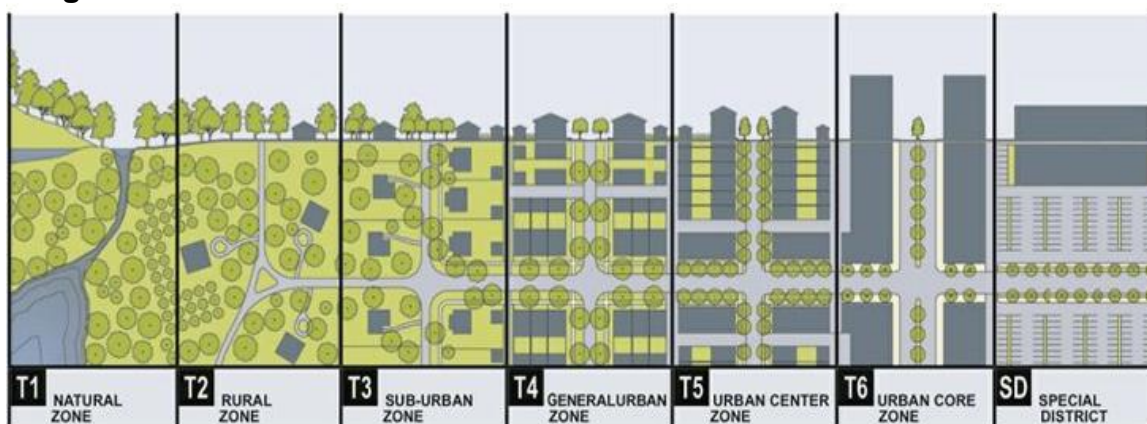 T1 NATURAL
ZONE
T2 RURAL
ZONE
T3 SUB-URBAN
ZONE
T4 GENERALURBAN
ZONE
T5 URBAN CENTER
ZONE
T6 URBAN CORE
ZONE
SD SPECIAL
DISTRICT